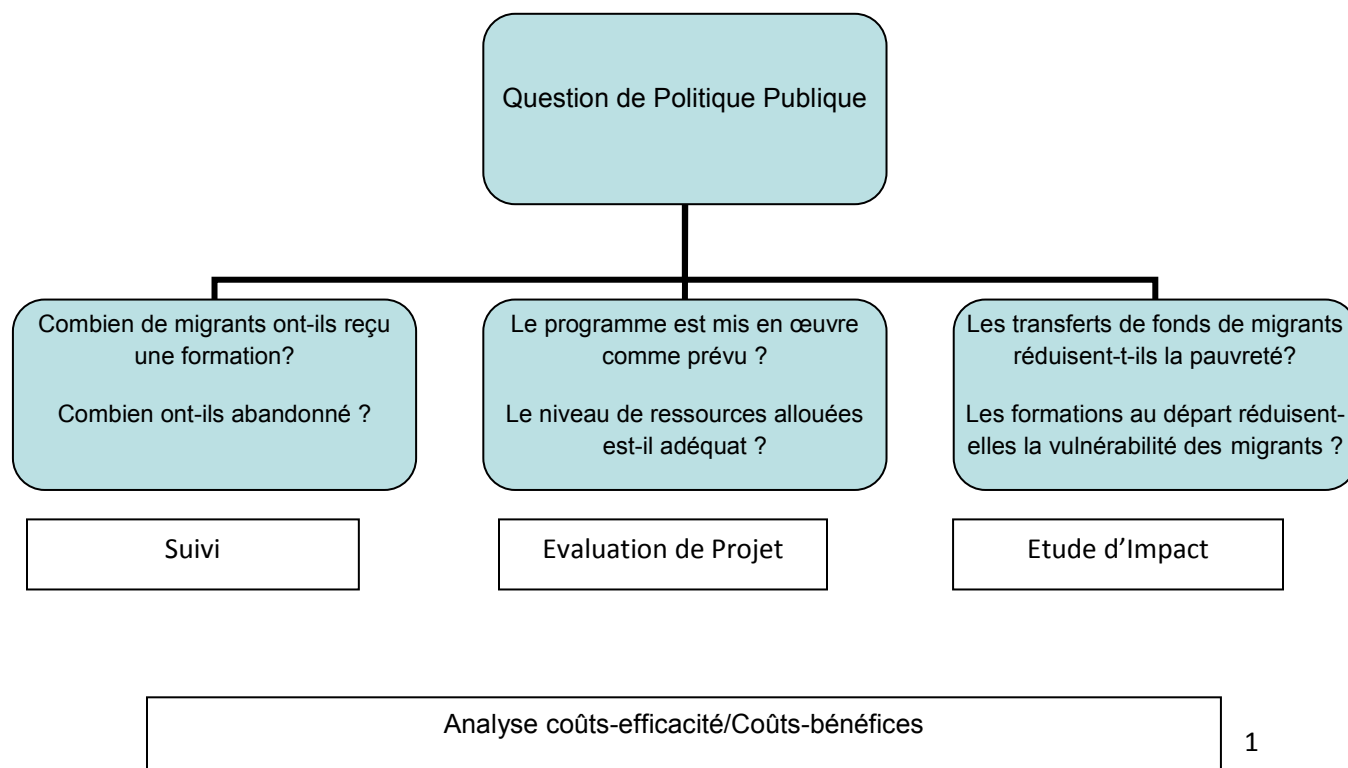 Question de Politique Publique
Combien de migrants ont-ils reçu
une formation?
Combien ont-ils abandonné ?
Le programme est mis en œuvre
comme prévu ?
Le niveau de ressources allouées
est-il adéquat ?
Les transferts de fonds de migrants
réduisent-t-ils la pauvreté?
Les formations au départ réduisent-
elles la vulnérabilité des migrants ?
Suivi
Evaluation de Projet
Etude d’Impact
Analyse coûts-efficacité/Coûts-bénéfices
1